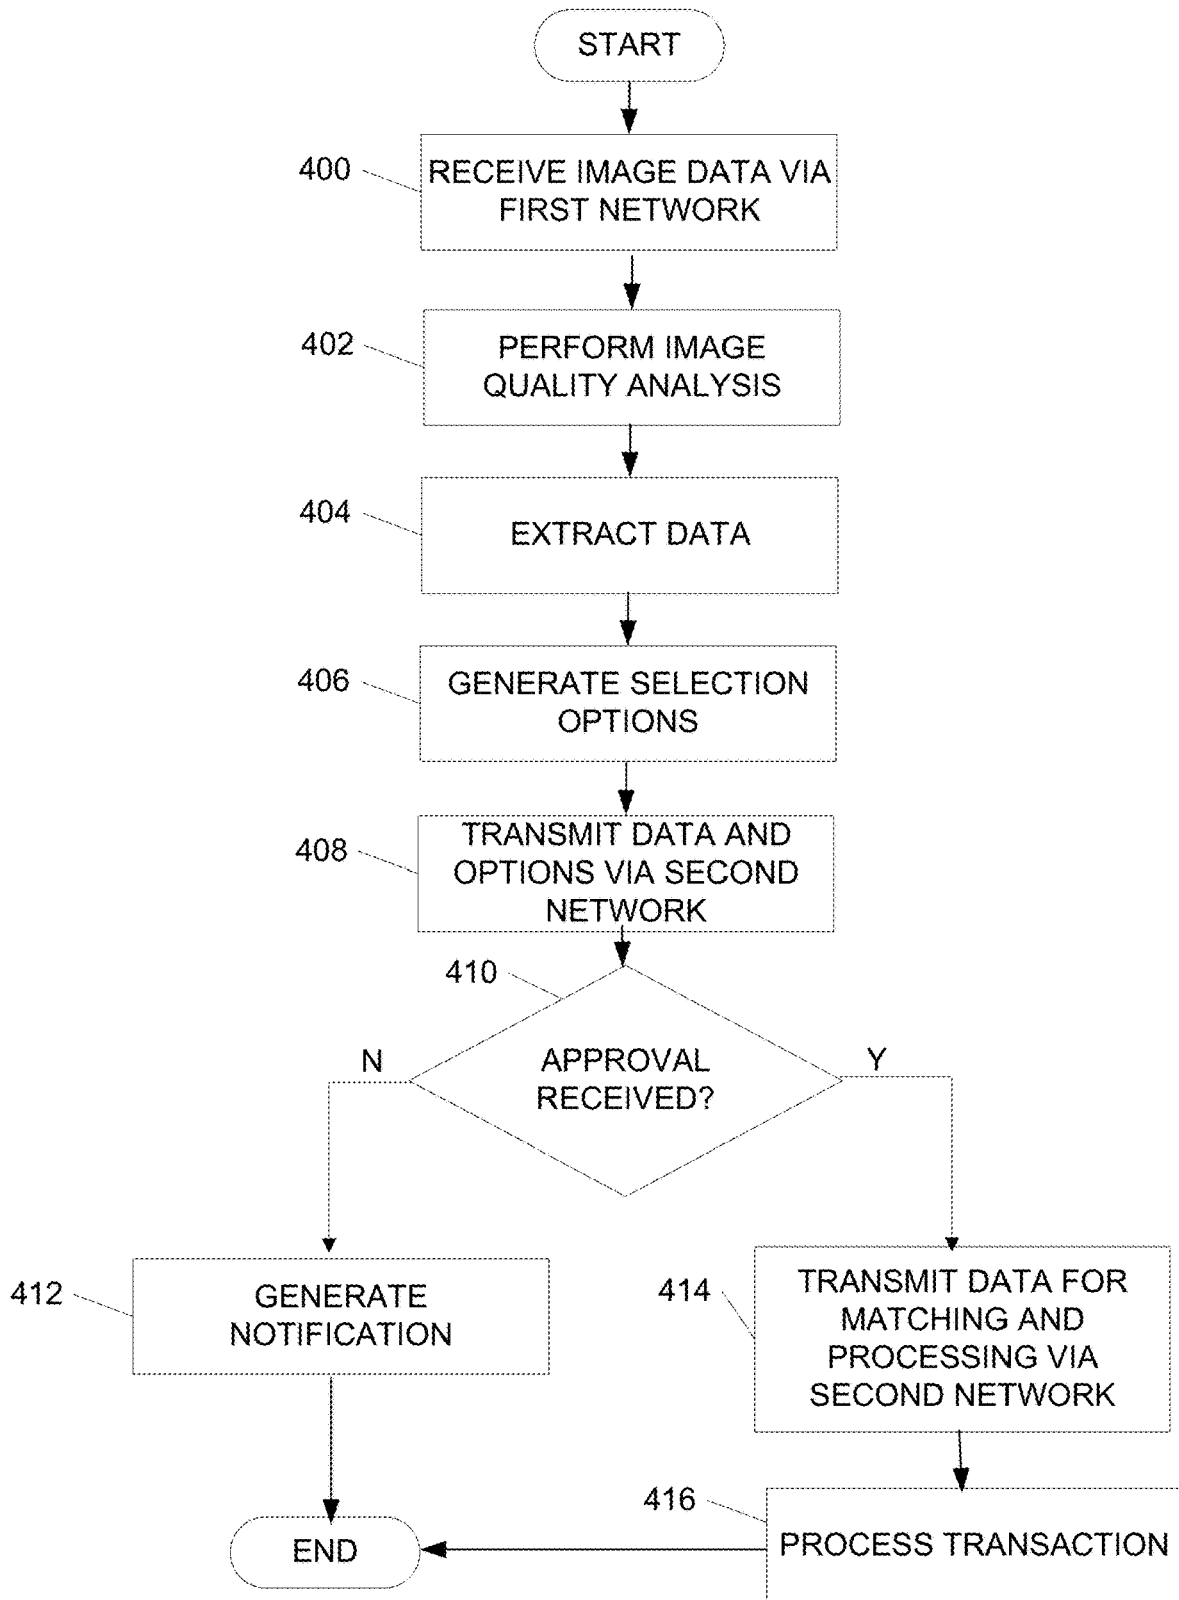 START
400
RECEIVE IMAGE DATA VIA
FIRST NETWORK
402
PERFORM IMAGE
QUALITY ANALYSIS
404
EXTRACT DATA
406
GENERATE SELECTION
OPTIONS
408
TRANSMIT DATA AND
OPTIONS VIA SECOND
NETWORK
410
APPROVAL
RECEIVED?
N
Y
412
GENERATE
NOTIFICATION
414
TRANSMIT DATA FOR
MATCHING AND
PROCESSING VIA
SECOND NETWORK
416
PROCESS TRANSACTION
END